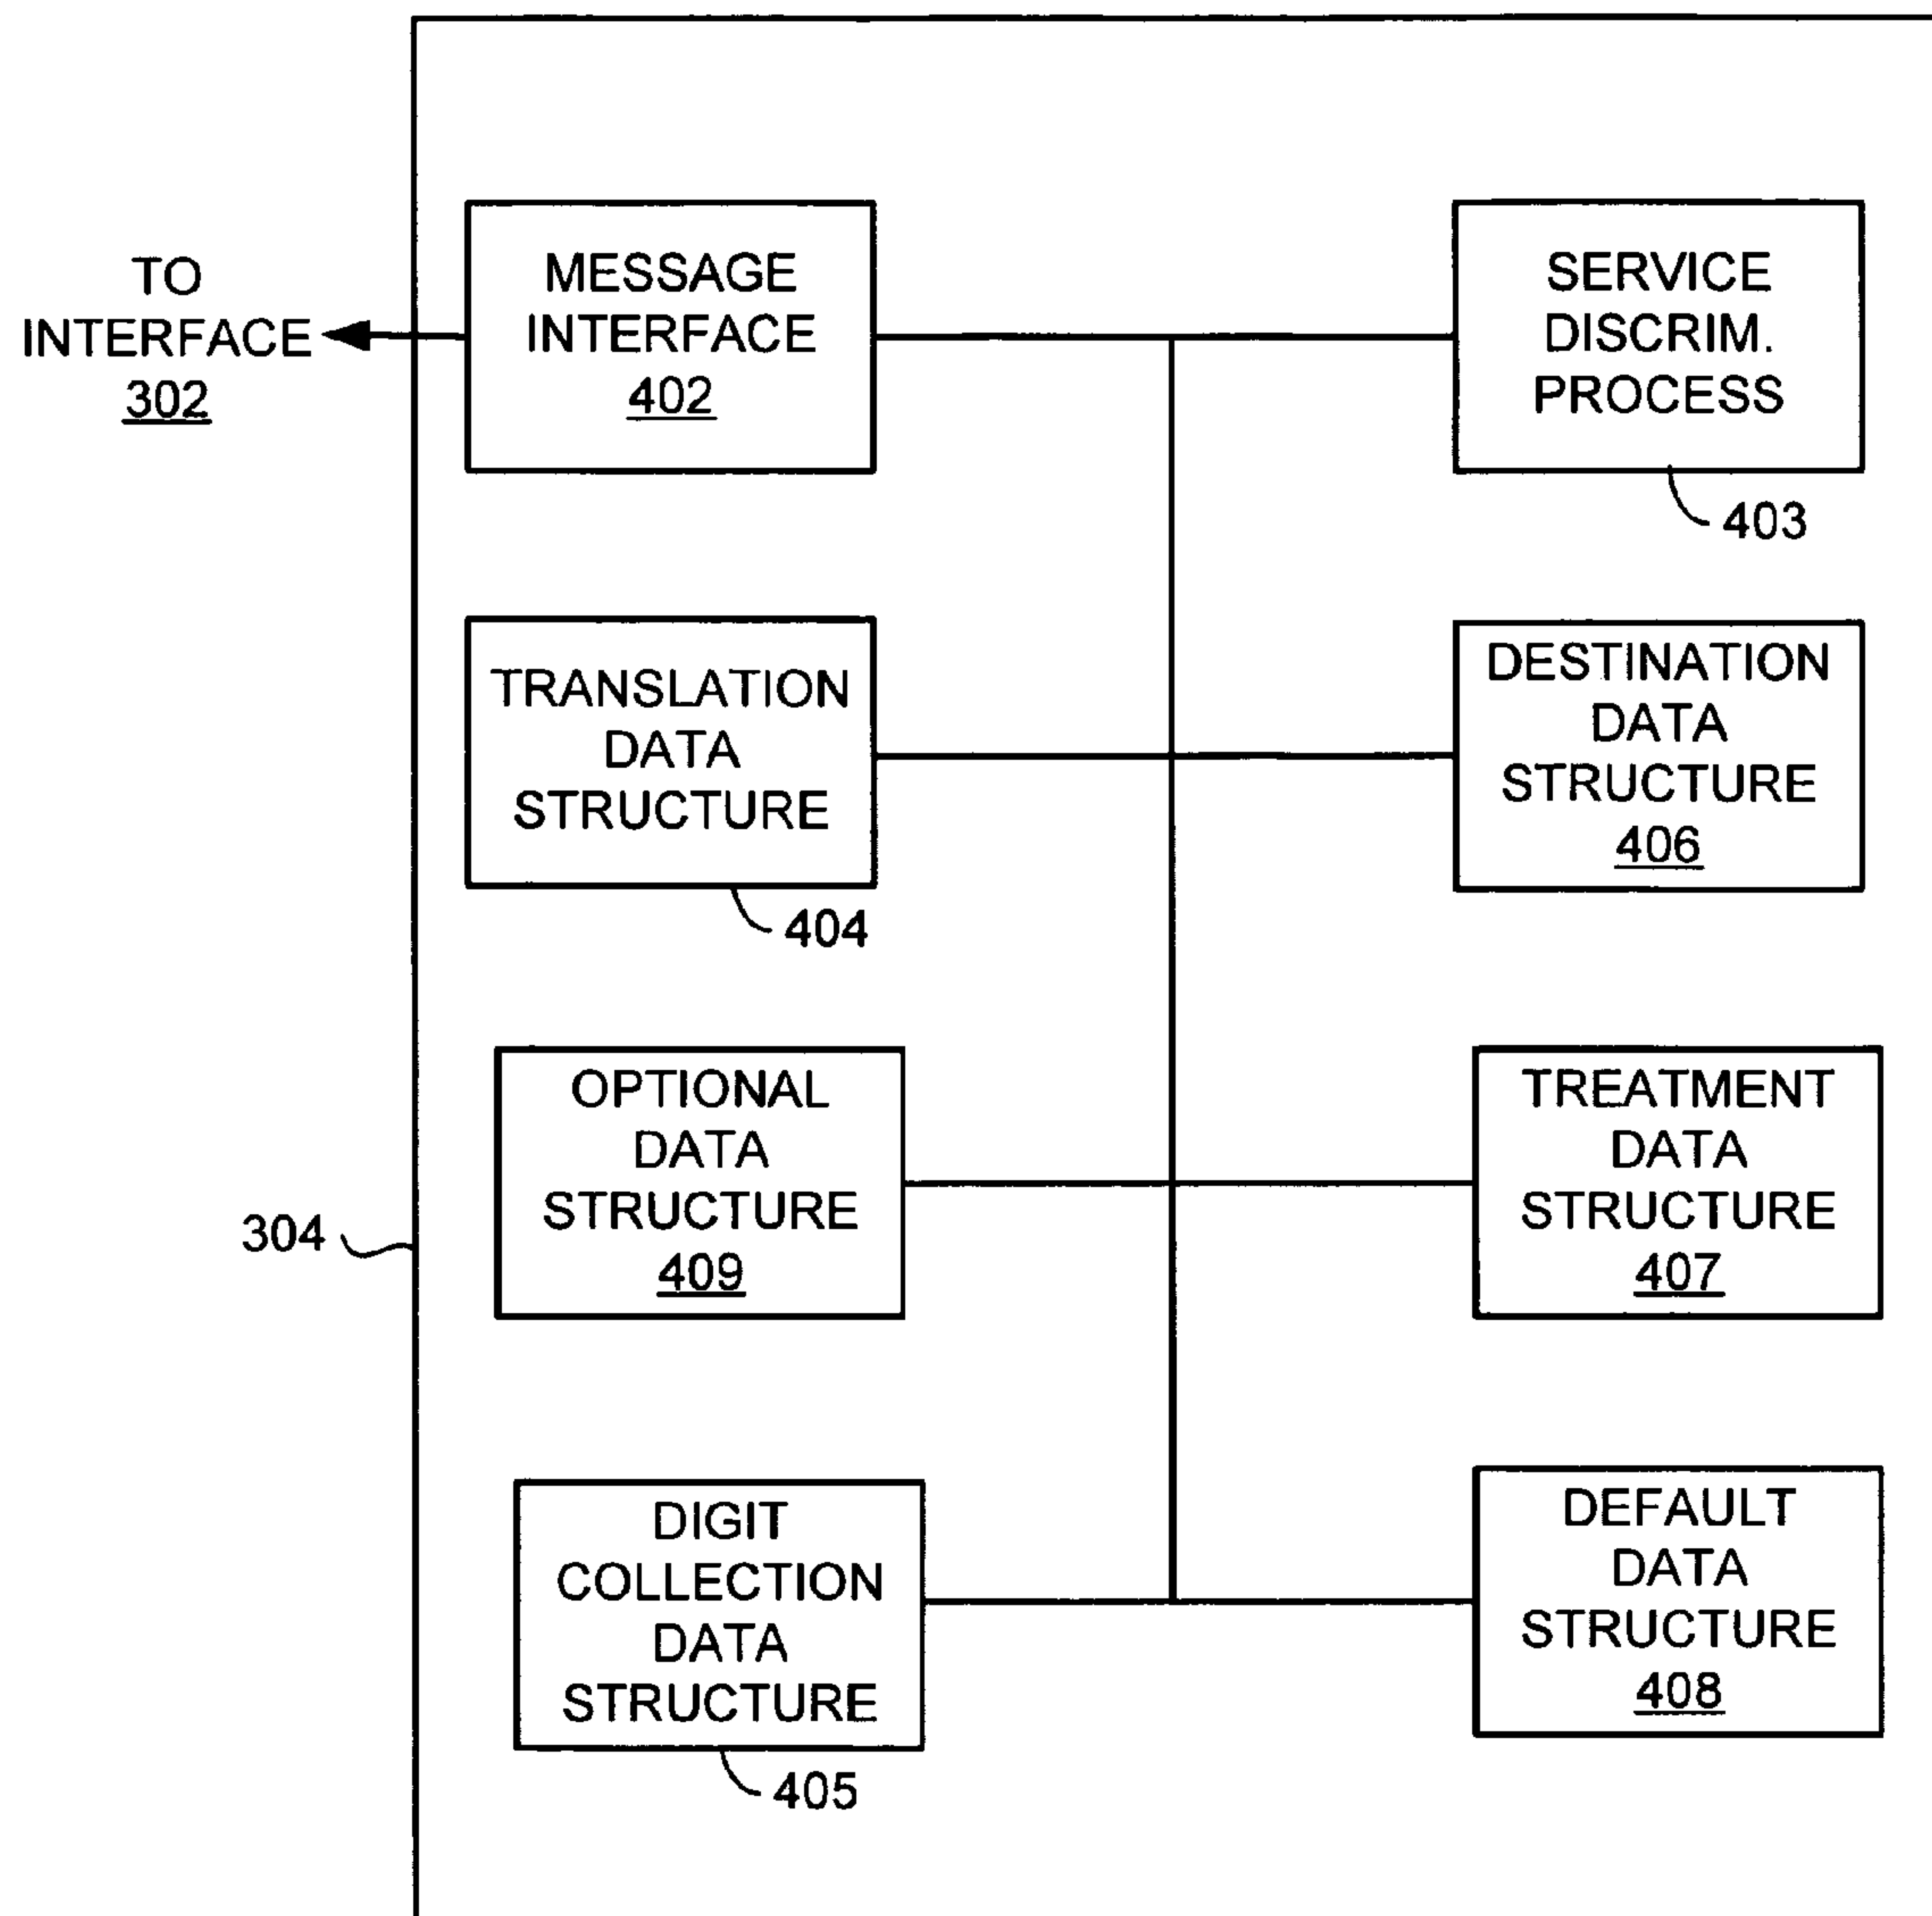 TO
INTERFACE
302
MESSAGE
INTERFACE
402
SERVICE
DISCRIM.
PROCESS
403
TRANSLATION
DATA
STRUCTURE
404
DESTINATION
DATA
STRUCTURE
406
304
OPTIONAL
DATA
STRUCTURE
409
TREATMENT
DATA
STRUCTURE
407
DIGIT
COLLECTION
DATA
STRUCTURE
405
DEFAULT
DATA
STRUCTURE
408